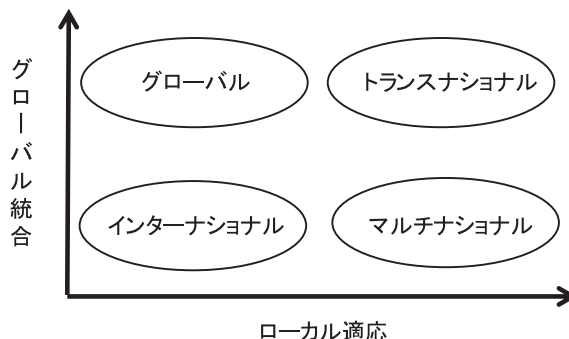 グローバル統合
グローバル
トランスナショナル
インターナショナル
マルチナショナル
ローカル適応